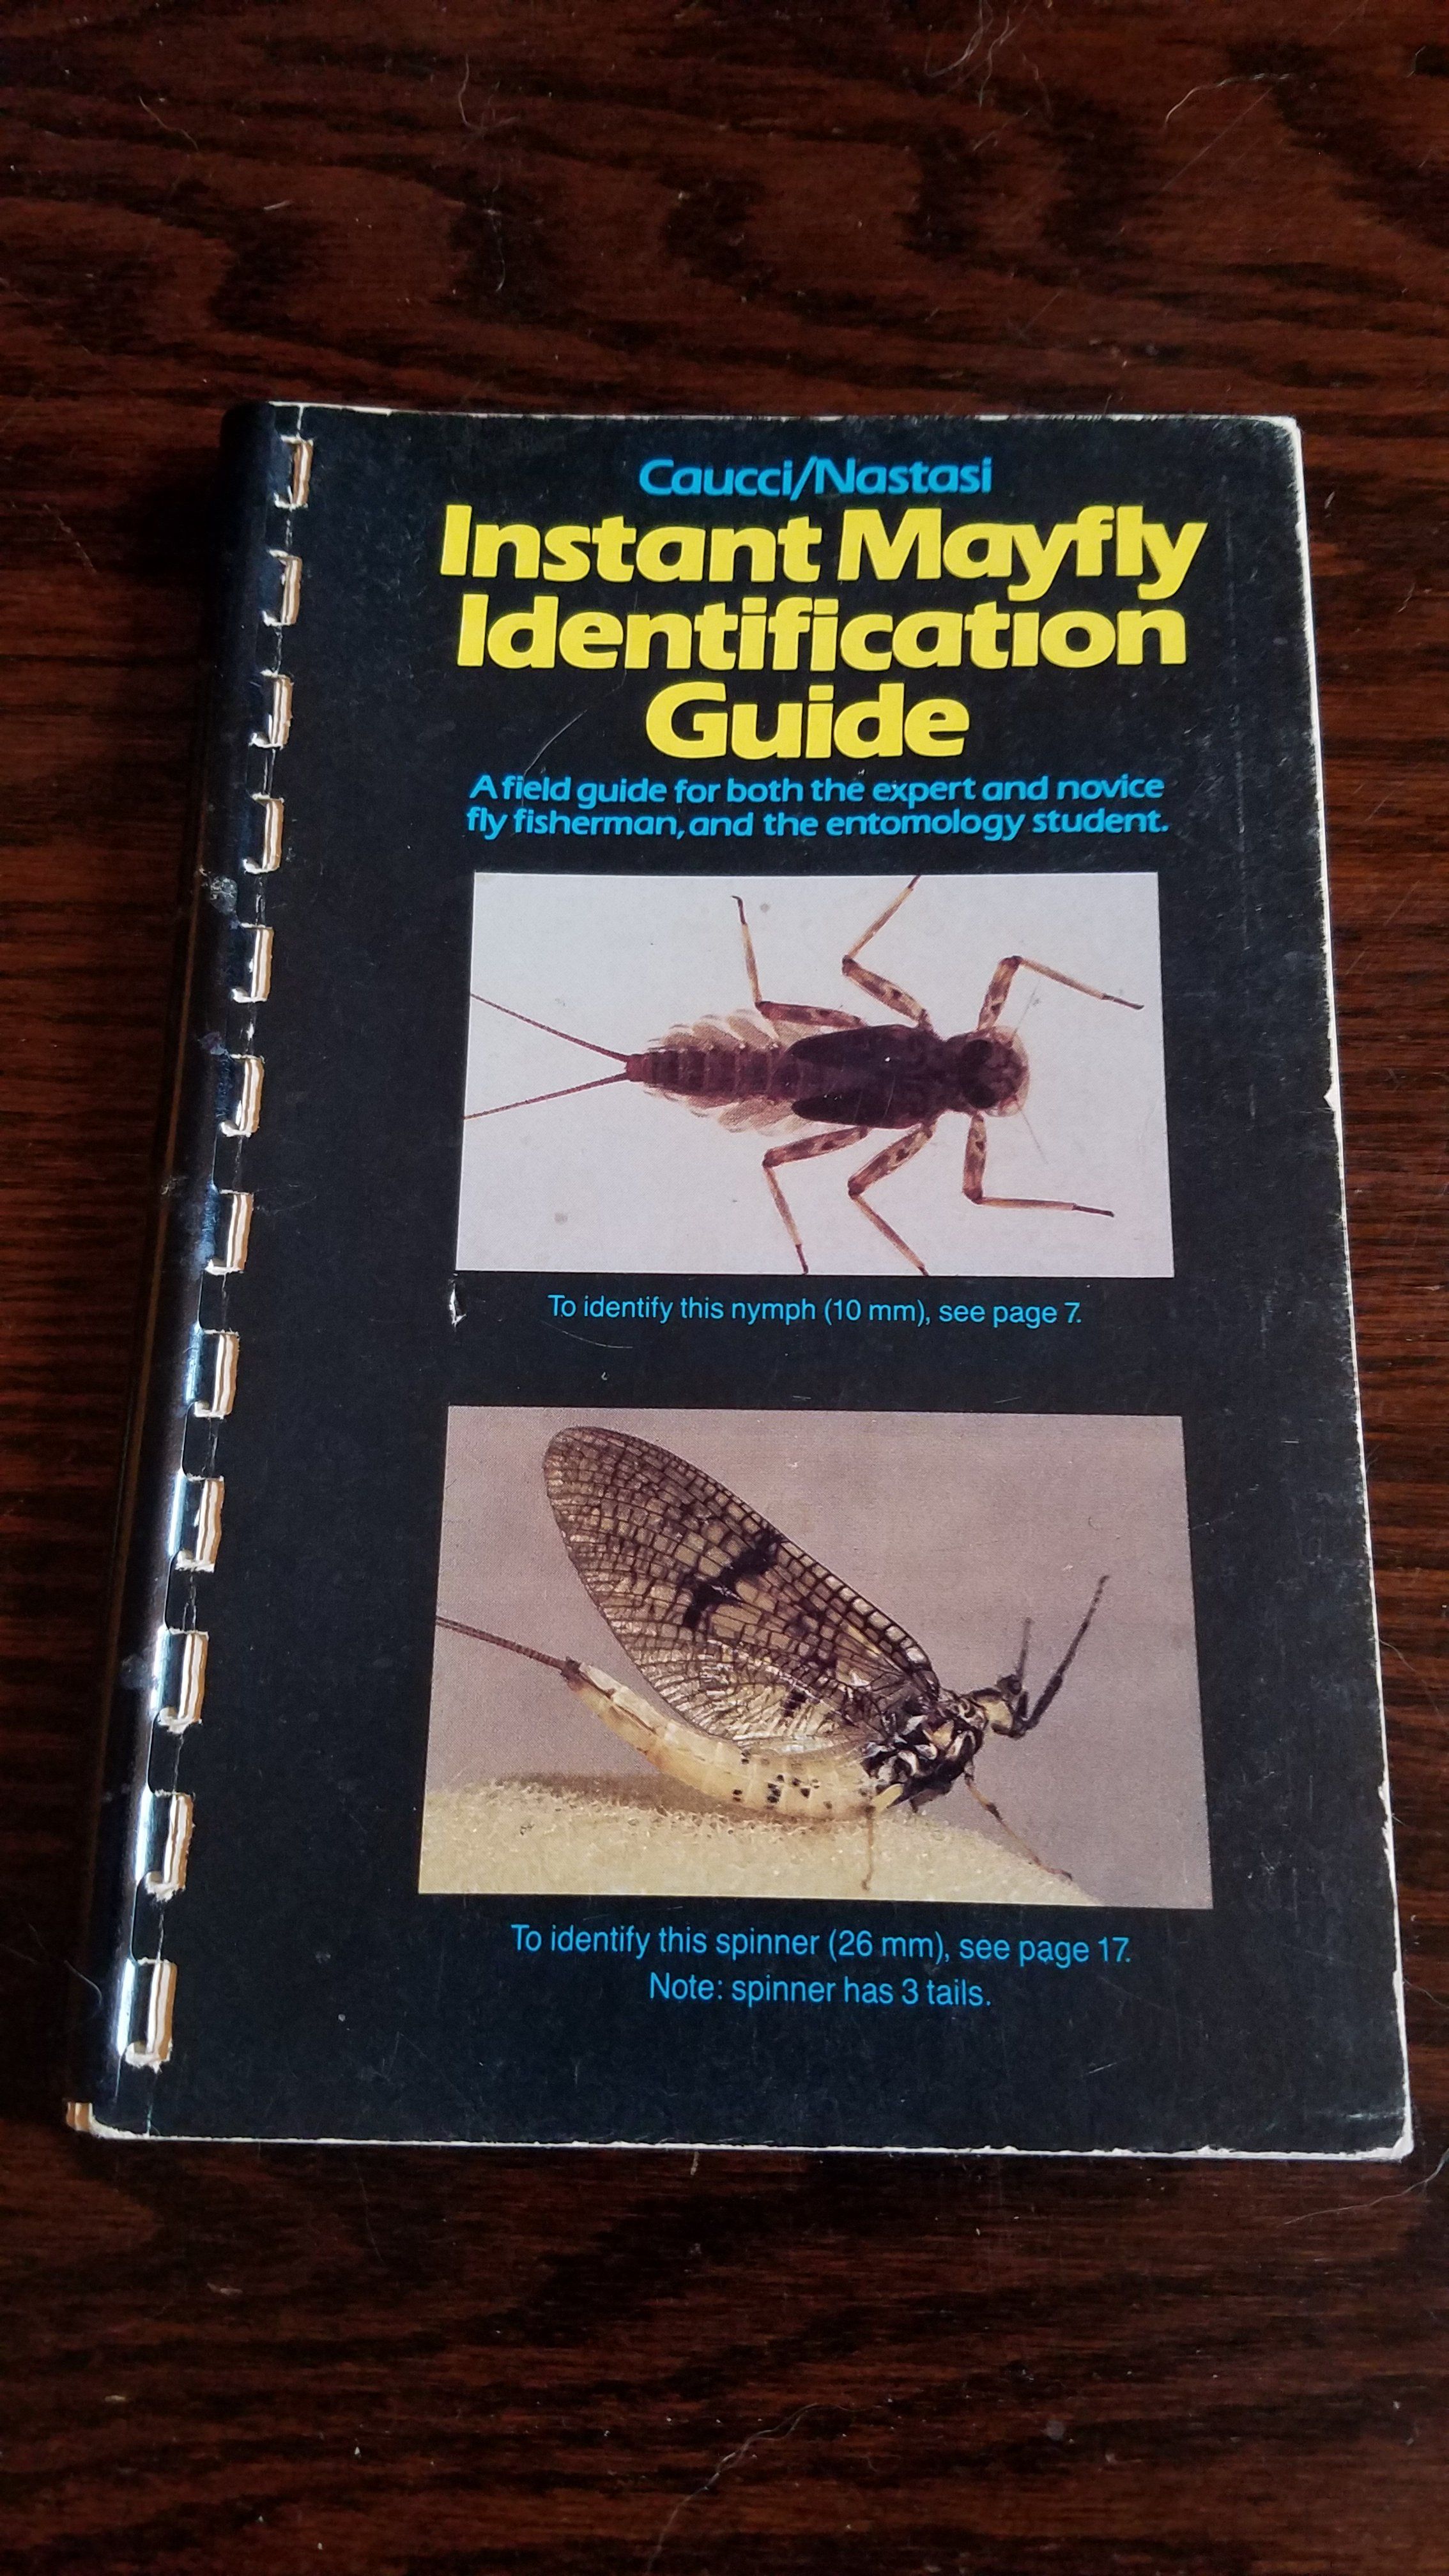 Caucci/Nastasi
Instant Mayfly
Identification
Guide
A field guide for both the expert and novice
fly fisherman, and the entomology student.
To identify this nymph (10 mm), see page 7.
To identify this spinner (26 mm), see page 17.
Note: spinner has 3 tails.